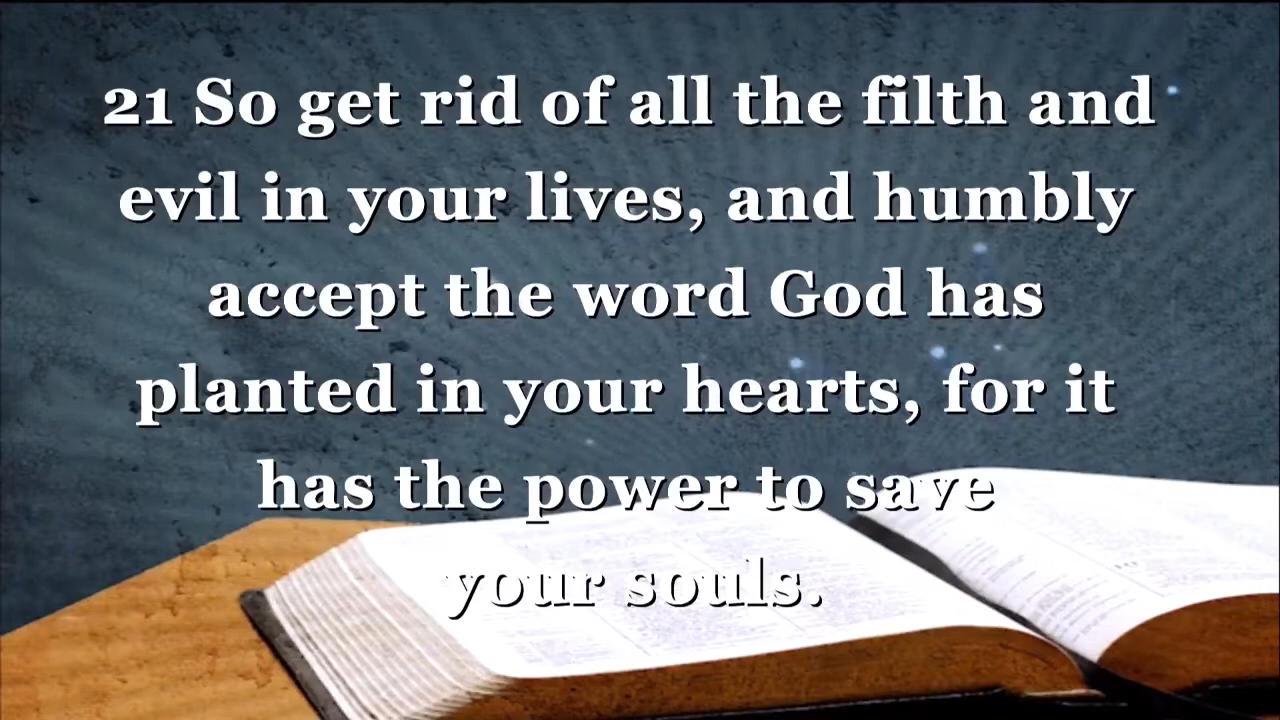 21 So get rid of all the filth and
evil in your lives, and humbly
accept the word God has
planted in your hearts, for it
has the power to save
your souls.